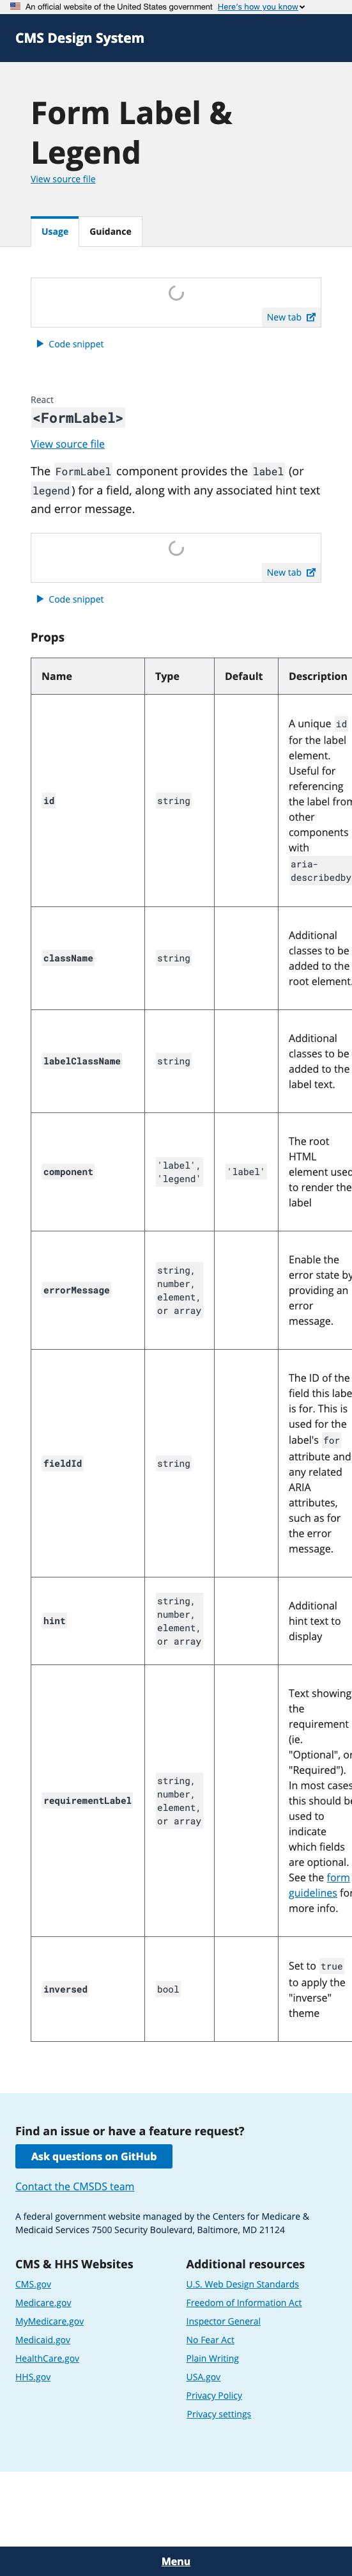 An official website of the United States government Here's how you know
CMS Design System
Form Label &
Legend
View source file
Usage Guidance
New tab
Code snippet
React
<FormLabel>
View source file
The FormLabel component provides the label (or
legend) for a field, along with any associated hint text
and error message.
New tab
Code snippet
Props
Name Type Default Description
A unique id
for the label
element.
Useful for
referencing
the label from
other
components
with
id string
aria-
describedby
Additional
classes to be
className string
added to the
root element.
Additional
classes to be
labelClassName string
added to the
label text.
The root
HTML
component 'label', 'legend' 'label'
element used
to render the
label
Enable the
error state by
errorMessage string, number, element, or array
providing an
error
message.
The ID of the
field this label
is for. This is
used for the
label's for
fieldId string
attribute and
any related
ARIA
attributes,
such as for
the error
message.
hint string, number, element, or array
Additional
hint text to
display
Text showing
the
requirement
(ie.
"Optional", or
"Required").
In most cases
requirementLabel string, number, element, or array
this should be
used to
indicate
which fields
are optional.
See the form
guidelines for
more info.
inversed bool
Set to true
to apply the
"inverse"
theme
Find an issue or have a feature request?
Ask questions on GitHub
Contact the CMSDS team
A federal government website managed by the Centers for Medicare &
Medicaid Services 7500 Security Boulevard, Baltimore, MD 21124
CMS & HHS Websites
CMS.gov
Medicare.gov
MyMedicare.gov
Medicaid.gov
HealthCare.gov
HHS.gov
Additional resources
U.S. Web Design Standards
Freedom of Information Act
Inspector General
No Fear Act
Plain Writing
USA.gov
Privacy Policy
Privacy settings
Menu